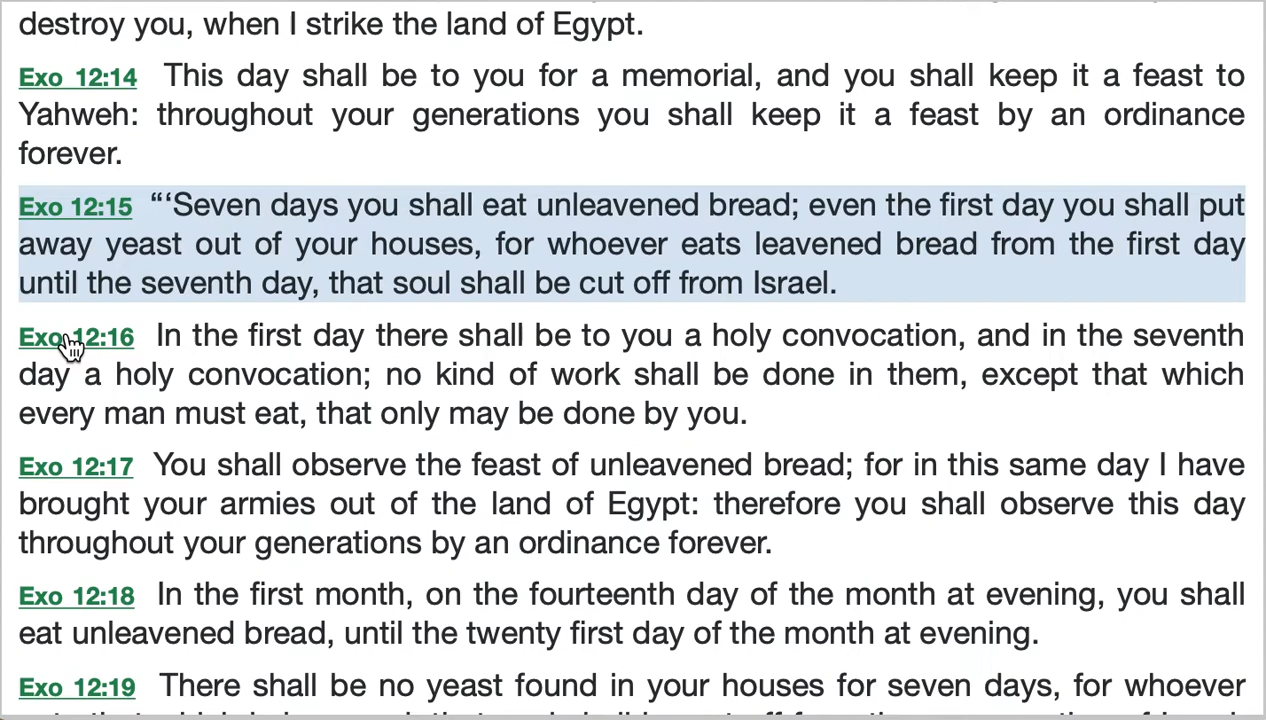 destroy you, when I strike the land of Egypt.
Exo 12:14 This day shall be to you for a memorial, and you shall keep it a feast to
Yahweh: throughout your generations you shall keep it a feast by an ordinance
forever.
Exo 12:15 “‘Seven days you shall eat unleavened bread; even the first day you shall put
away yeast out of your houses, for whoever eats leavened bread from the first day
until the seventh day, that soul shall be cut off from Israel.
Exo 12:16 In the first day there shall be to you a holy convocation, and in the seventh
day a holy convocation; no kind of work shall be done in them, except that which
every man must eat, that only may be done by you.
Exo 12:17 You shall observe the feast of unleavened bread; for in this same day I have
brought your armies out of the land of Egypt: therefore you shall observe this day
throughout your generations by an ordinance forever.
Exo 12:18 In the first month, on the fourteenth day of the month at evening, you shall
eat unleavened bread, until the twenty first day of the month at evening.
Exo 12:19 There shall be no yeast found in your houses for seven days, for whoever